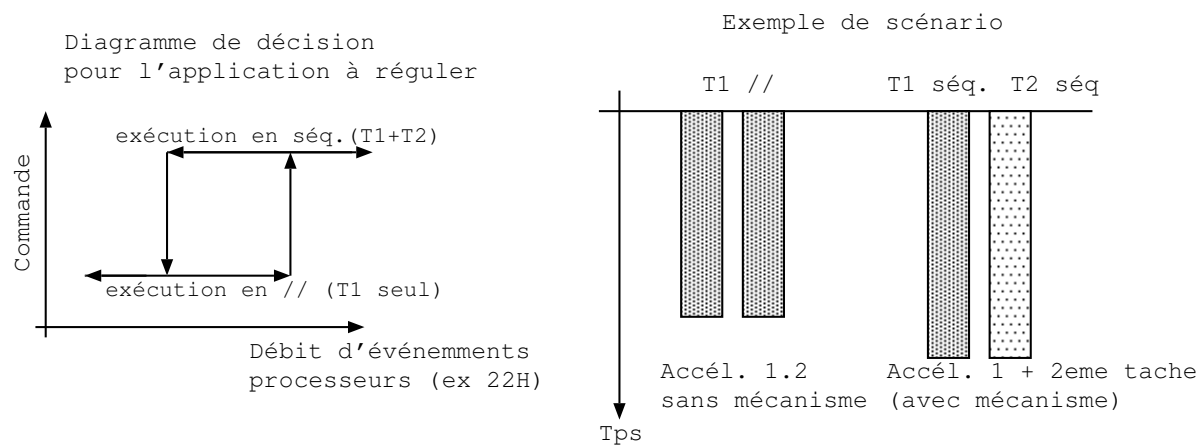 Diagramme de décision
pour l'application à réguler
exécution en séq.(T1+T2)
Commande
exécution en // (T1 seul)
Débit d'événemments
processeurs (ex 22H)
Exemple de scénario
T1 //
T1 séq. T2 séq
Accél. 1.2
sans mécanisme
Accél. 1 + 2eme tache
(avec mécanisme)
Tps